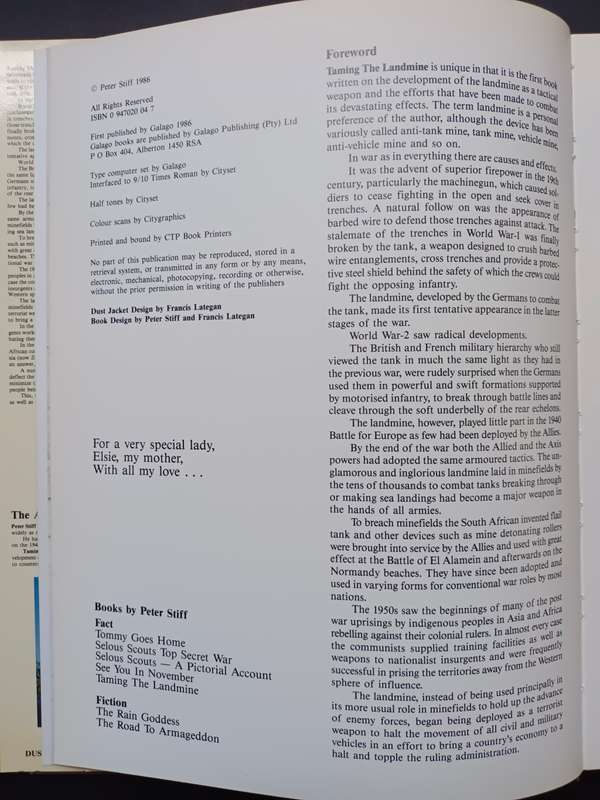 © Peter Stiff 1986
All Rights Reserved
ISBN 0 947020 04 7
First published by Galago 1986
Galago books are published by Galago Publishing (Pty) Ltd
P O Box 404, Alberton 1450 RSA
Type computer set by Galago
Interfaced to 9/10 Times Roman by Cityset
Half tones by Cityset
Colour scans by Citygraphics
Printed and bound by CTP Book Printers
No part of this publication may be reproduced, stored in a
retrieval system, or transmitted in any form or by any means,
electronic, mechanical, photocopying, recording or otherwise,
without the prior permission in writing of the publishers
Dust Jacket Design by Francis Lategan
Book Design by Peter Stiff and Francis Lategan
For a very special lady,
Elsie, my mother,
With all my love . . .
Books by Peter Stiff
Fact
Tommy Goes Home
Selous Scouts Top Secret War
Selous Scouts — A Pictorial Account
See You In November
Taming The Landmine
Fiction
The Rain Goddess
The Road To Armageddon
Foreword
Taming The Landmine is unique in that it is the first book
written on the development of the landmine as a tactical
weapon and the efforts that have been made to combat
its devastating effects. The term landmine is a personal
preference of the author, although the device has been
variously called anti-tank mine, tank mine, vehicle mine,
anti-vehicle mine and so on.
In war as in everything there are causes and effects.
It was the advent of superior firepower in the 19th
century, particularly the machinegun, which caused sol-
diers to cease fighting in the open and seek cover in
trenches. A natural follow on was the appearance of
barbed wire to defend those trenches against attack. The
stalemate of the trenches in World War-I was finally
broken by the tank, a weapon designed to crush barbed
wire entanglements, cross trenches and provide a protec-
tive steel shield behind the safety of which the crews could
fight the opposing infantry.
The landmine, developed by the Germans to combat
the tank, made its first tentative appearance in the latter
stages of the war.
World War-2 saw radical developments.
The British and French military hierarchy who still
viewed the tank in much the same light as they had in
the previous war, were rudely surprised when the Germans
used them in powerful and swift formations supported
by motorised infantry, to break through battle lines and
cleave through the soft underbelly of the rear echelons.
The landmine, however, played little part in the 1940
Battle for Europe as few had been deployed by the Allies.
By the end of the war both the Allied and the Axis
powers had adopted the same armoured tactics. The un-
glamorous and inglorious landmine laid in minefields by
the tens of thousands to combat tanks breaking through
or making sea landings had become a major weapon in
the hands of all armies.
To breach minefields the South African invented flail
tank and other devices such as mine detonating rollers
were brought into service by the Allies and used with great
effect at the Battle of El Alamein and afterwards on the
Normandy beaches. They have since been adopted and
used in varying forms for conventional war roles by most
nations.
The 1950s saw the beginnings of many of the post
war uprisings by indigenous peoples in Asia and Africa
rebelling against their colonial rulers. In almost every case
the communists supplied training facilities as well as
weapons to nationalist insurgents and were frequently
successful in prising the territories away from the Western
sphere of influence.
The landmine, instead of being used principally in
its more usual role in minefields to hold up the advance
of enemy forces, began being deployed as a terrorist
weapon to halt the movement of all civil and military
vehicles in an effort to bring a country's economy to a
halt and topple the ruling administration.